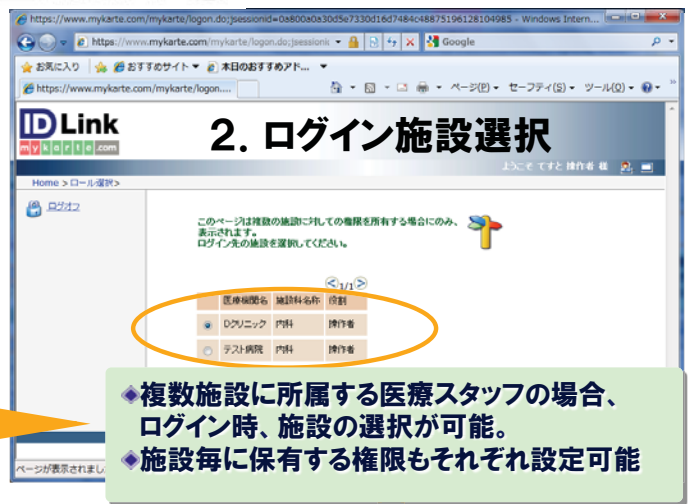 https://www.mykarte.com/mykarte/logon.do;jsessionid=0a800a0a30d5e7330d16d7484c48875196128104985 - Windows Intern...
https://www.mykarte.com/mykarte/logon.do;jsessionic
Google
お気に入り
おすすめサイト
本日のおすすめアド...
https://www.mykarte.com/mykarte/logon....
ページ(P)
セーフティ(S)
ツール(O)
ID Link
mykarte.com
2. ログイン施設選択
ようこそ てすと 操作者 様
Home >ロール選択>
ログオフ
このページは複数の施設に対しての権限を所有する場合にのみ、
表示されます。
ログイン先の施設を選択してください。
1/1
医療機関名 施設科名称 役割
Dクリニック 内科 操作者
テスト病院 内科 操作者
◆複数施設に所属する医療スタッフの場合、
ログイン時、施設の選択が可能。
◆施設毎に保有する権限もそれぞれ設定可能
ページが表示されまし